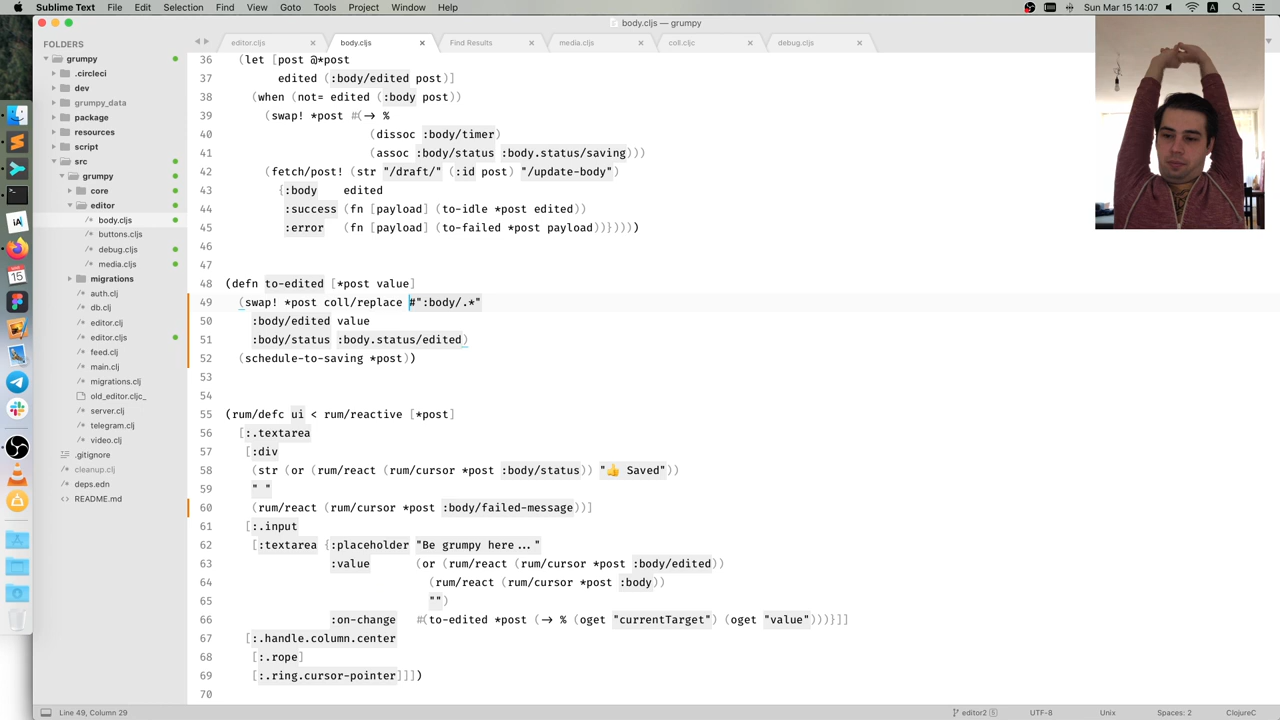 Sublime Text File Edit Selection Find View Goto Tools Project Window Help
A Sun Mar 15 14:07
body.cljs — grumpy
FOLDERS
grumpy
.circleci
dev
grumpy_data
package
resources
script
src
grumpy
core
editor
body.cljs
buttons.cljs
debug.cljs
media.cljs
migrations
auth.clj
db.clj
editor.clj
editor.cljs
feed.clj
main.clj
migrations.clj
old_editor.cljc_
server.clj
telegram.clj
video.clj
.gitignore
cleanup.clj
deps.edn
README.md
editor.cljs body.cljs Find Results media.cljs coll.cljc debug.cljs
36 (let [post @*post
37 edited (:body/edited post)]
38 (when (not= edited (:body post))
39 (swap! *post #(-> %
40 (dissoc :body/timer)
41 (assoc :body/status :body.status/saving)))
42 (fetch/post! (str "/draft/" (:id post) "/update-body")
43 {:body edited
44 :success (fn [payload] (to-idle *post edited))
45 :error (fn [payload] (to-failed *post payload))}))))
46
47
48 (defn to-edited [*post value]
49 (swap! *post coll/replace #":body/.*"
50 :body/edited value
51 :body/status :body.status/edited)
52 (schedule-to-saving *post))
53
54
55 (rum/defc ui < rum/reactive [*post]
56 [:.textarea
57 [:div
58 (str (or (rum/react (rum/cursor *post :body/status)) "👍 Saved"))
59 " "
60 (rum/react (rum/cursor *post :body/failed-message))]
61 [:.input
62 [:textarea {:placeholder "Be grumpy here..."
63 :value (or (rum/react (rum/cursor *post :body/edited))
64 (rum/react (rum/cursor *post :body))
65 "")
66 :on-change #(to-edited *post (-> % (oget "currentTarget") (oget "value")))}]]
67 [:.handle.column.center
68 [:.rope]
69 [:.ring.cursor-pointer]]])
70
Line 49, Column 29 editor2 5 UTF-8 Unix Spaces: 2 ClojureC